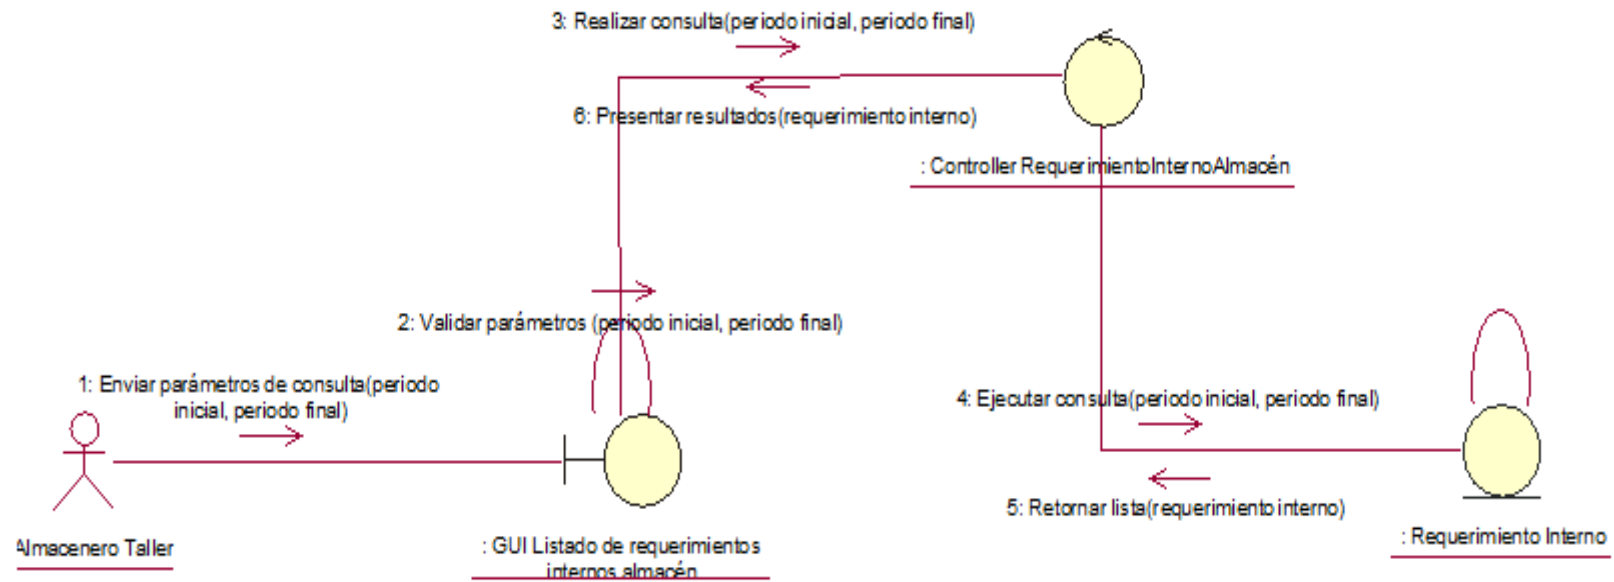 3: Realizar consulta(periodo inicial, periodo final)
6: Presentar resultados(requerimiento interno)
: Controller RequerimientoInternoAlmacén
2: Validar parámetros (periodo inicial, periodo final)
1: Enviar parámetros de consulta(periodo
inicial, periodo final)
4: Ejecutar consulta(periodo inicial, periodo final)
5: Retornar lista(requerimiento interno)
: Requerimiento Interno
Almacenero Taller
: GUI Listado de requerimientos
internos almacén